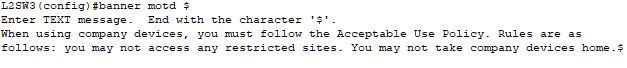 L2SW3(config)#banner motd $
Enter TEXT message.  End with the character '$'.
When using company devices, you must follow the Acceptable Use Policy. Rules are as
follows: you may not access any restricted sites. You may not take company devices home.$